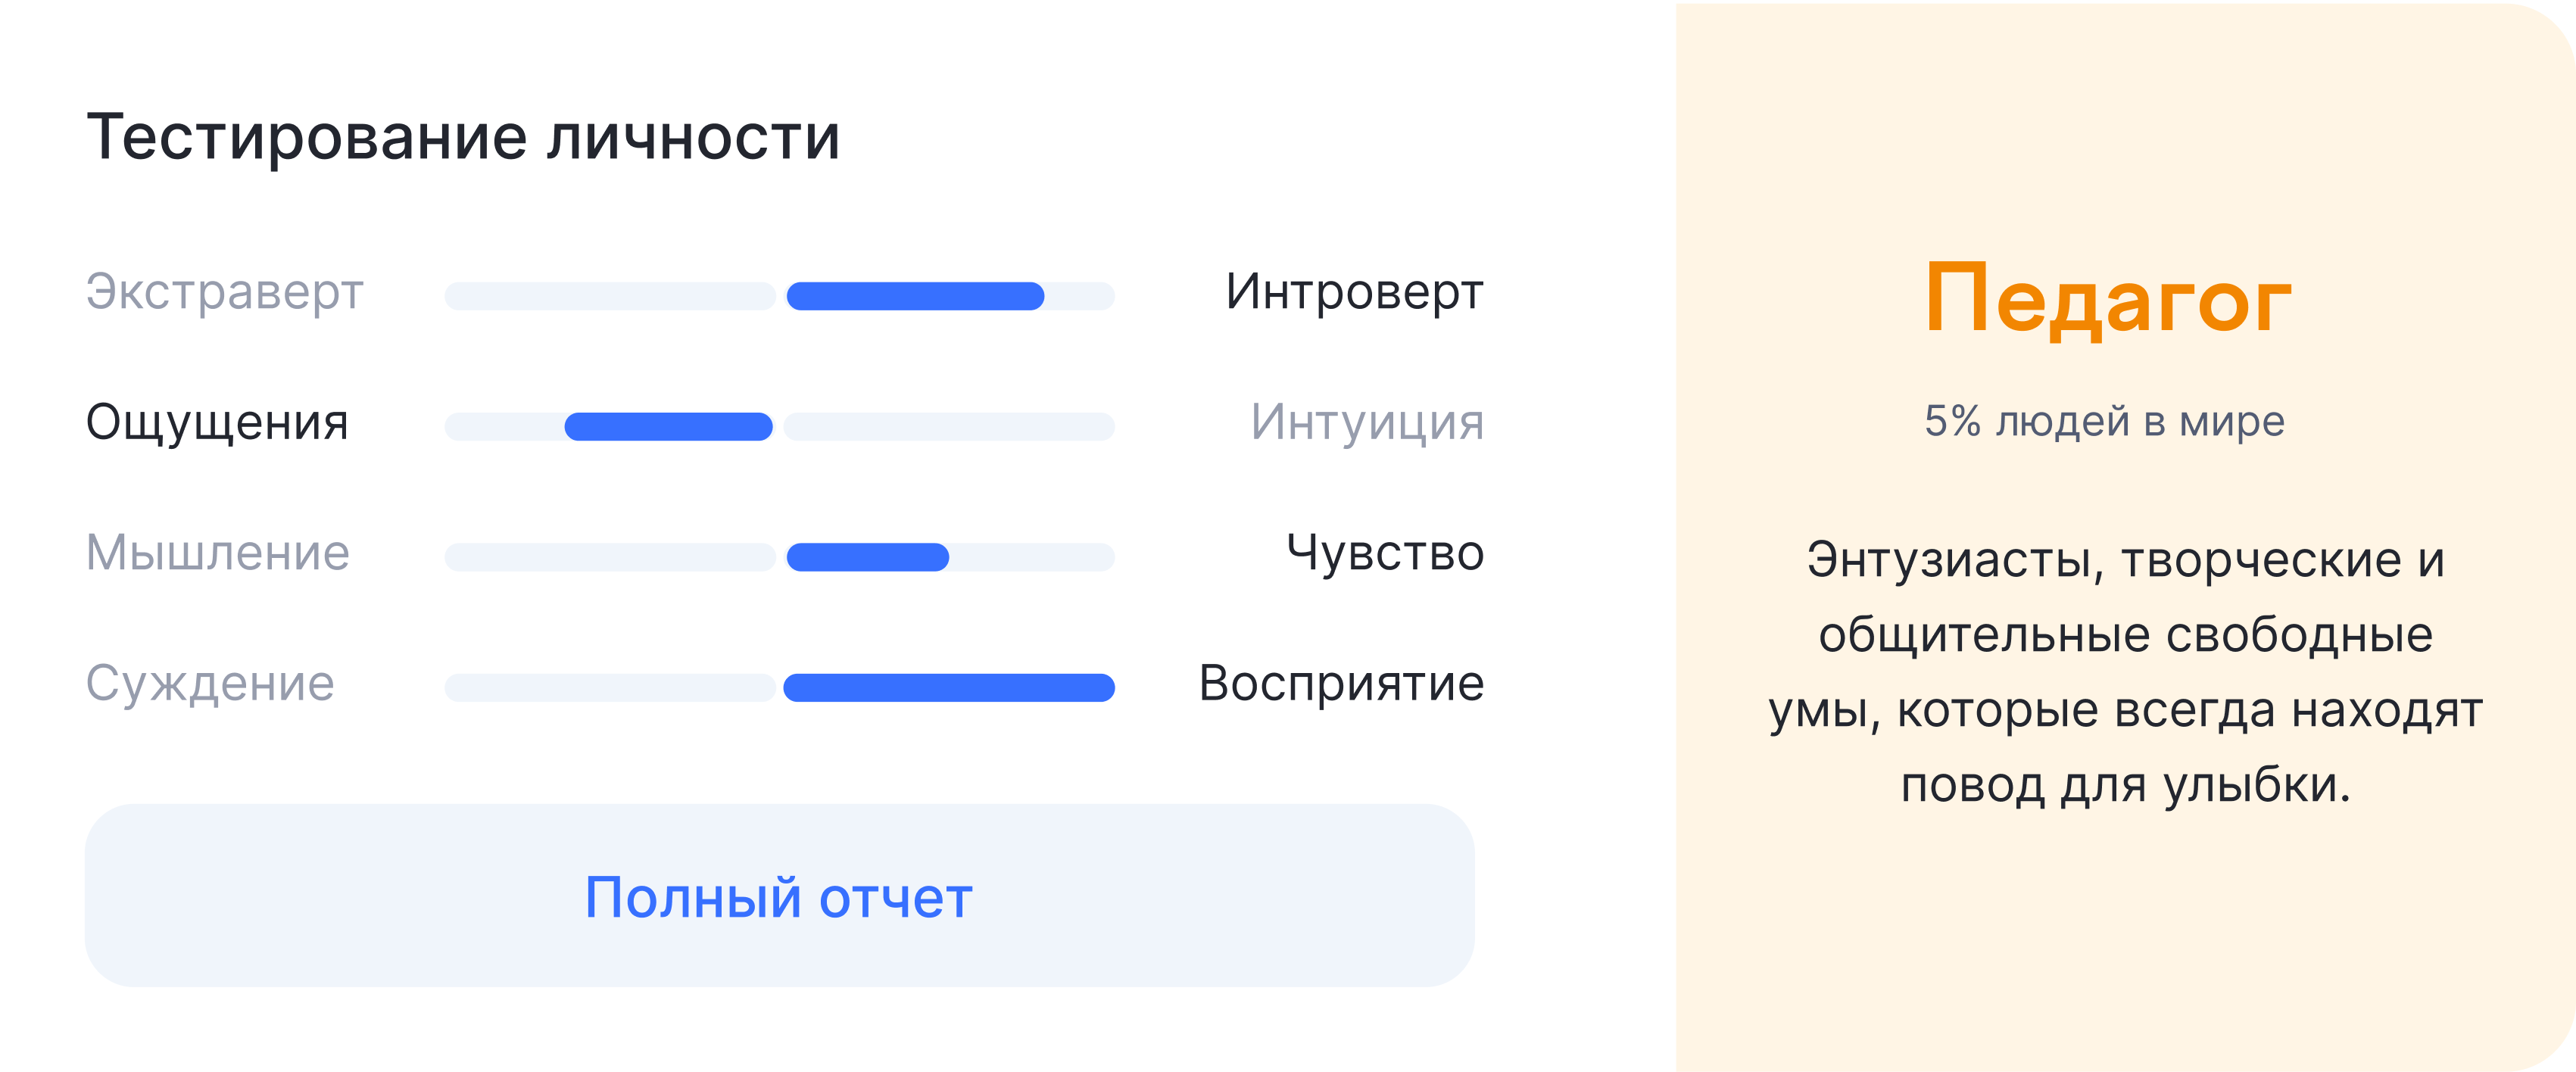 Тестирование личности
Экстраверт
Интроверт
Ощущения
Интуиция
Мышление
Чувство
Суждение
Восприятие
Полный отчет
Педагог
5% людей в мире
Энтузиасты, творческие и
общительные свободные
умы, которые всегда находят
повод для улыбки.